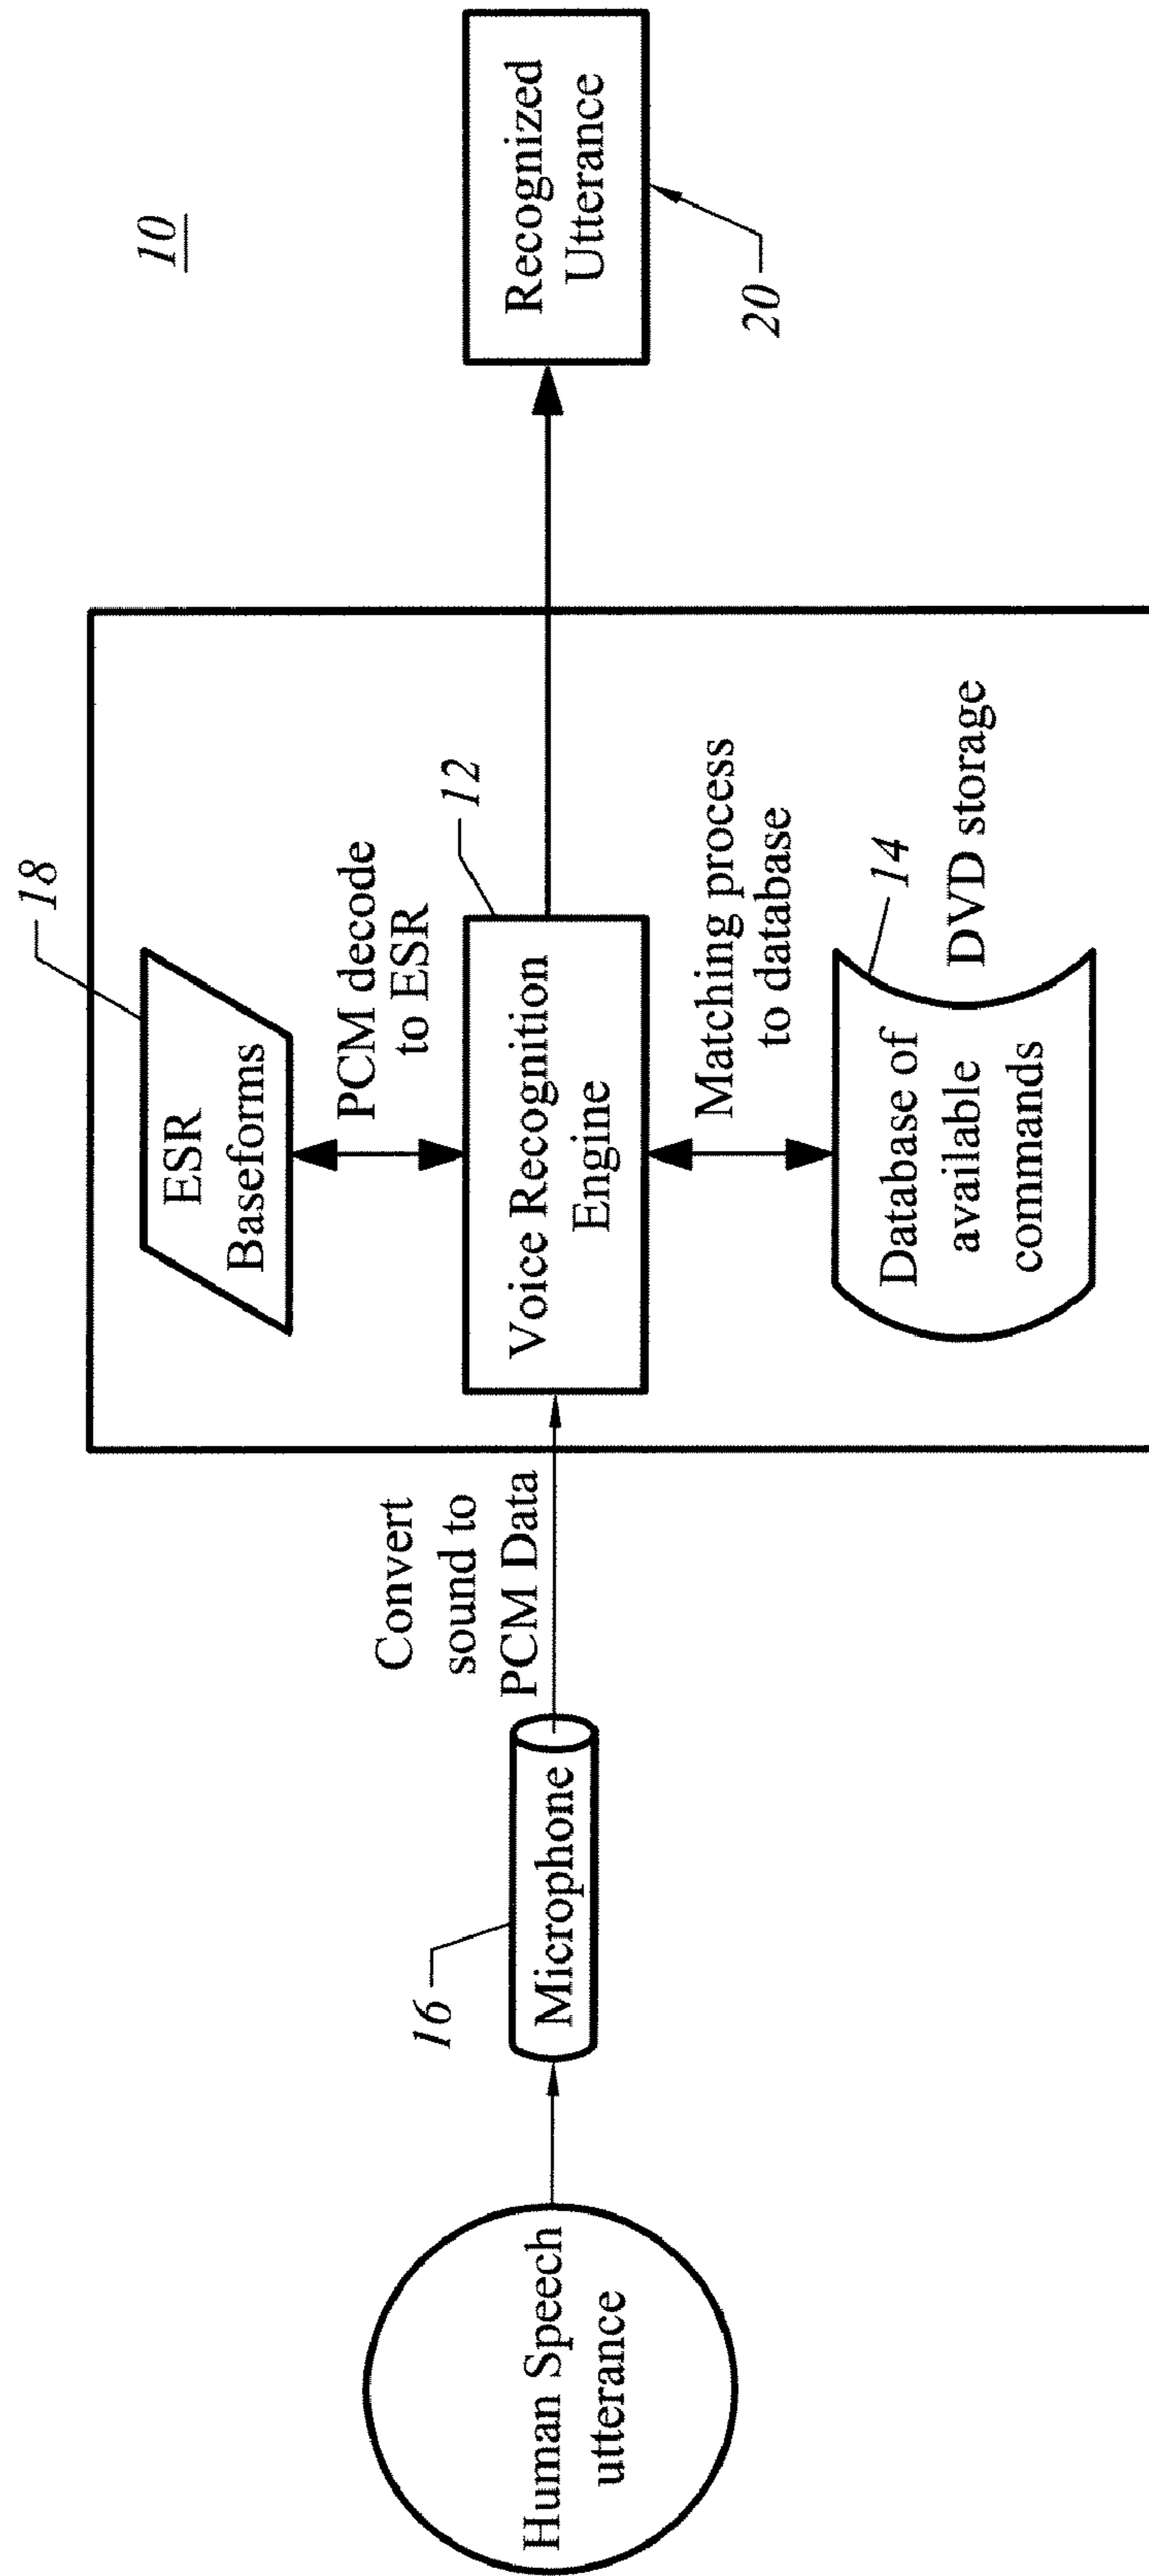 10
Human Speech
utterance
16
Microphone
Convert
sound to
PCM Data
18
ESR
Baseforms
PCM decode
to ESR
12
Voice Recognition
Engine
Matching process
to database
14
Database of
available
commands
DVD storage
Recognized
Utterance
20